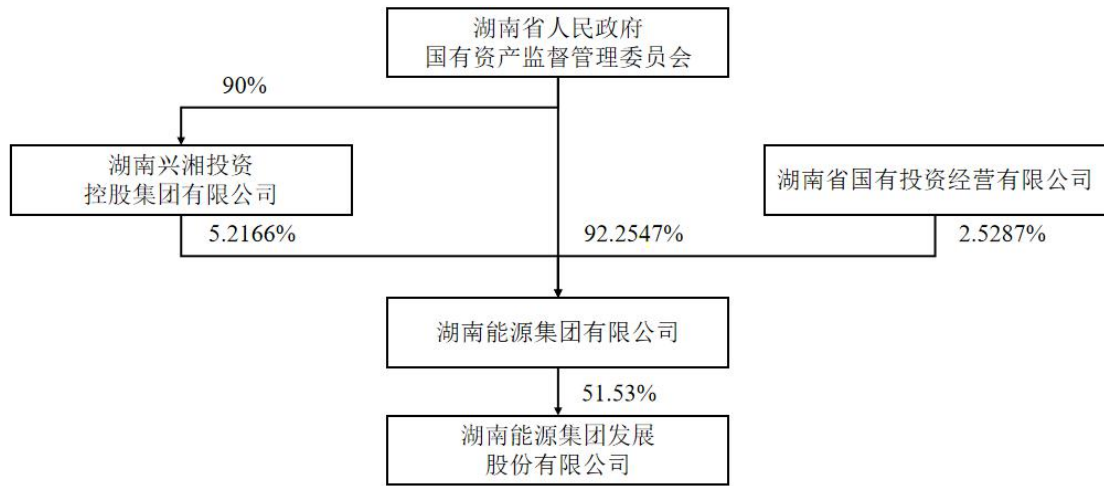 湖南省人民政府
国有资产监督管理委员会
90%
湖南兴湘投资
控股集团有限公司
湖南省国有投资经营有限公司
5.2166%
92.2547%
2.5287%
湖南能源集团有限公司
51.53%
湖南能源集团发展
股份有限公司